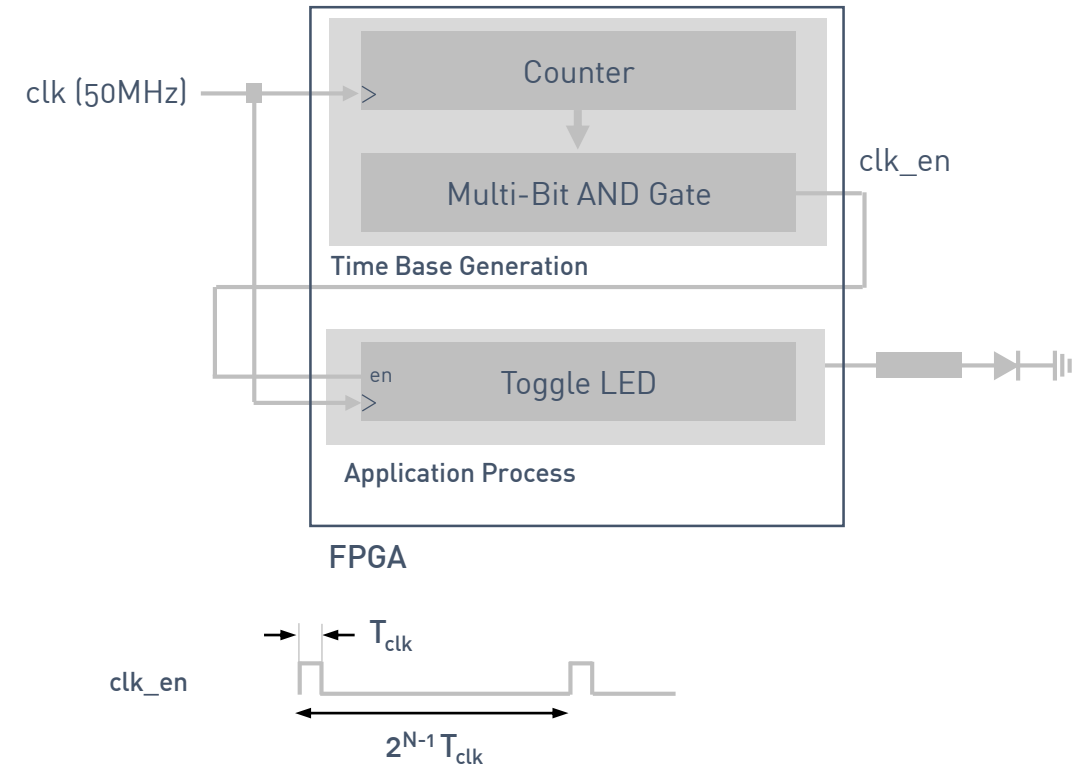 Counter
clk (50MHz)
clk_en
Multi-Bit AND Gate
Time Base Generation
en
Toggle LED
Application Process
FPGA
T_clk
clk_en
2^{N-1} T_clk